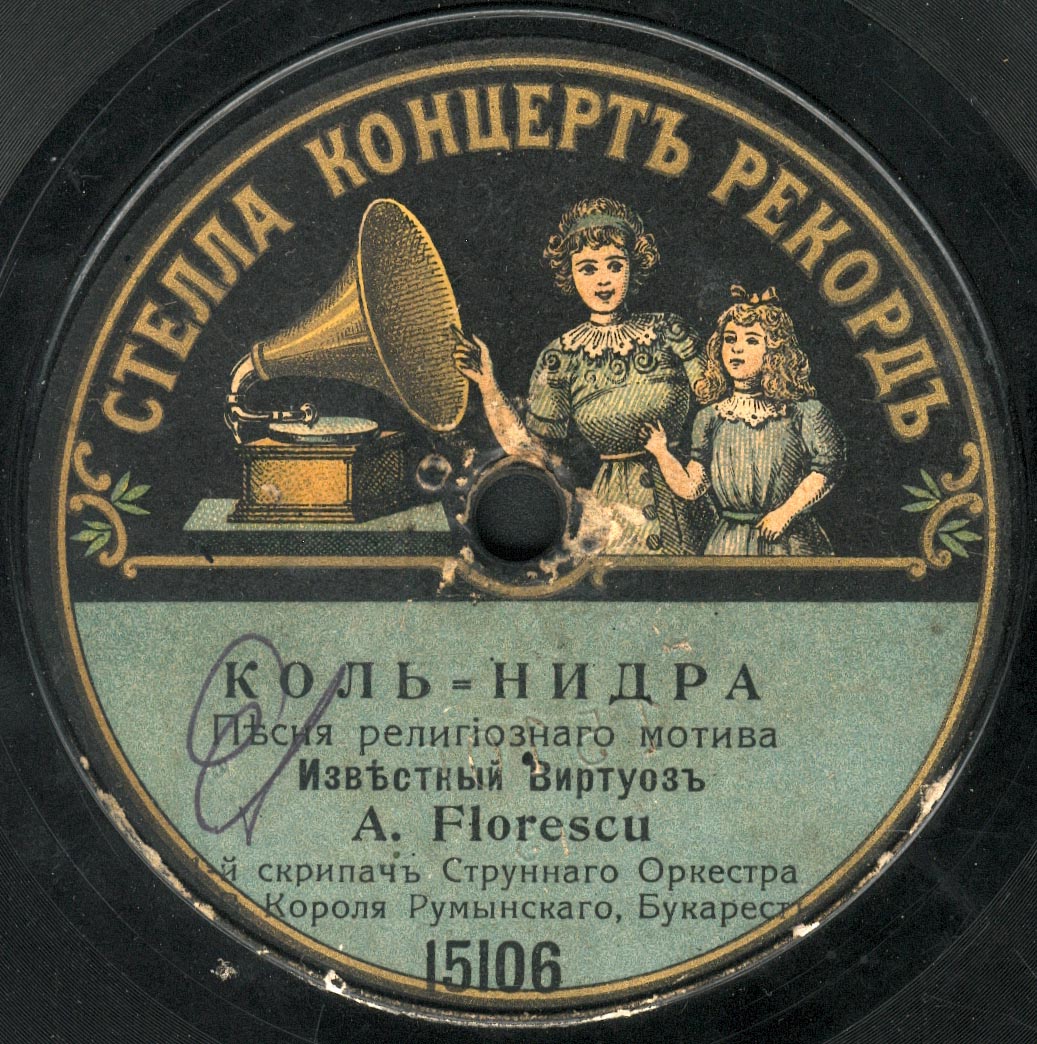 СТЕЛЛА КОНЦЕРТЪ РЕКОРДЪ
КОЛЬ=НИДРА
Пѣсня религіознаго мотива
Извѣстный Виртуозъ
A. Florescu
й скрипачъ Струннаго Оркестра
Короля Румынскаго, Букарест
15106